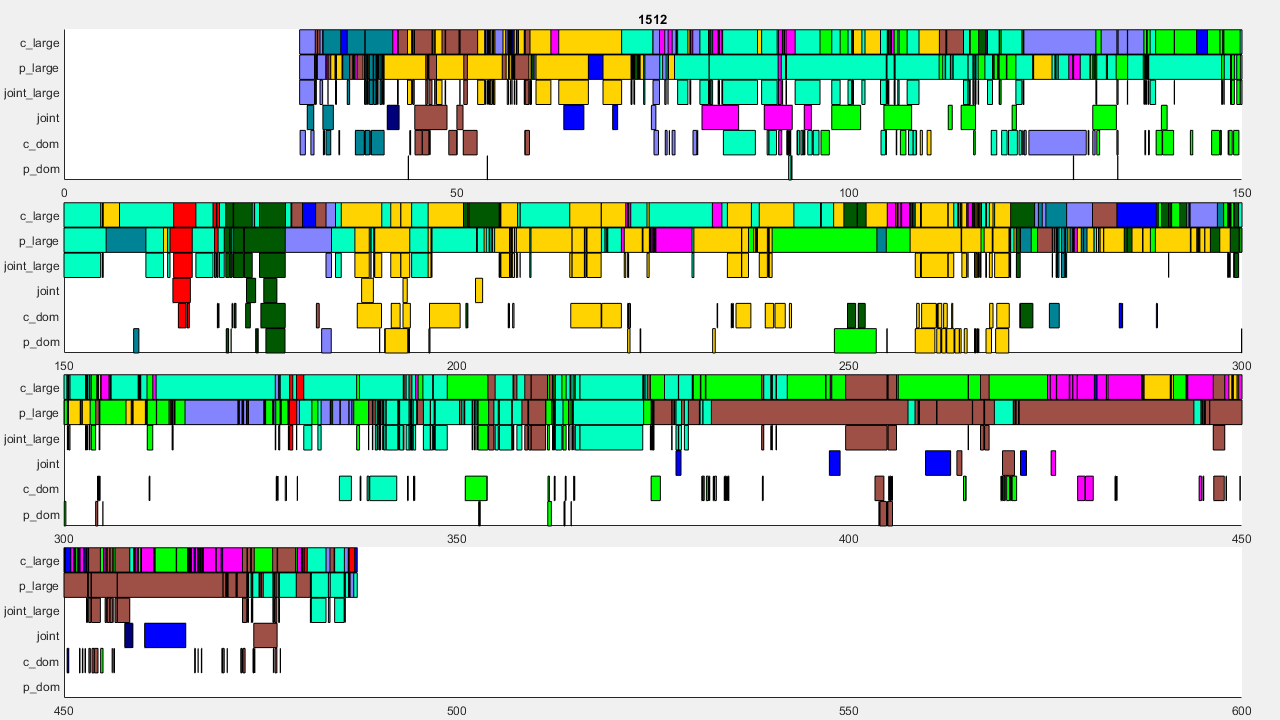 1512
c_large
p_large
joint_large
joint
c_dom
p_dom
0 50 100 150
c_large
p_large
joint_large
joint
c_dom
p_dom
150 200 250 300
c_large
p_large
joint_large
joint
c_dom
p_dom
300 350 400 450
c_large
p_large
joint_large
joint
c_dom
p_dom
450 500 550 600